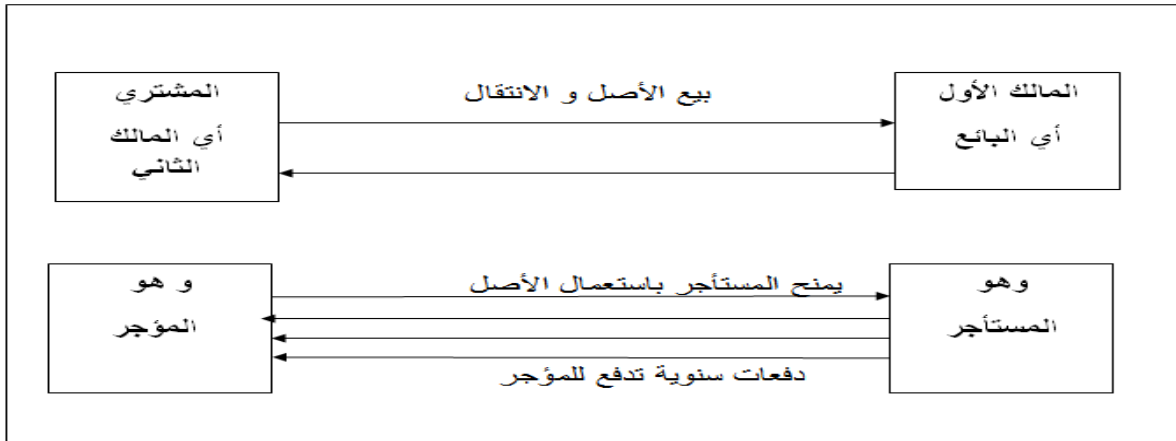 المالك الأول
أي البائع
بيع الأصل و الانتقال
المشتري
أي المالك
الثاني
وهو
المستأجر
يمنح المستأجر باستعمال الأصل
دفعات سنوية تدفع للمؤجر
و هو
المؤجر